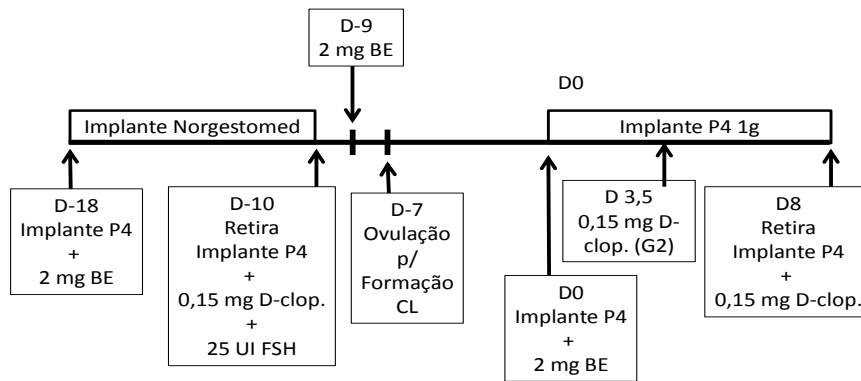 D-9
2 mg BE
D0
Implante Norgestomed
Implante P4 1g
D-18
Implante P4
+
2 mg BE
D-10
Retira
Implante P4
+
0,15 mg D-clop.
+
25 UI FSH
D-7
Ovulação
p/
Formação
CL
D0
Implante P4
+
2 mg BE
D 3,5
0,15 mg D-
clop. (G2)
D8
Retira
Implante P4
+
0,15 mg D-clop.